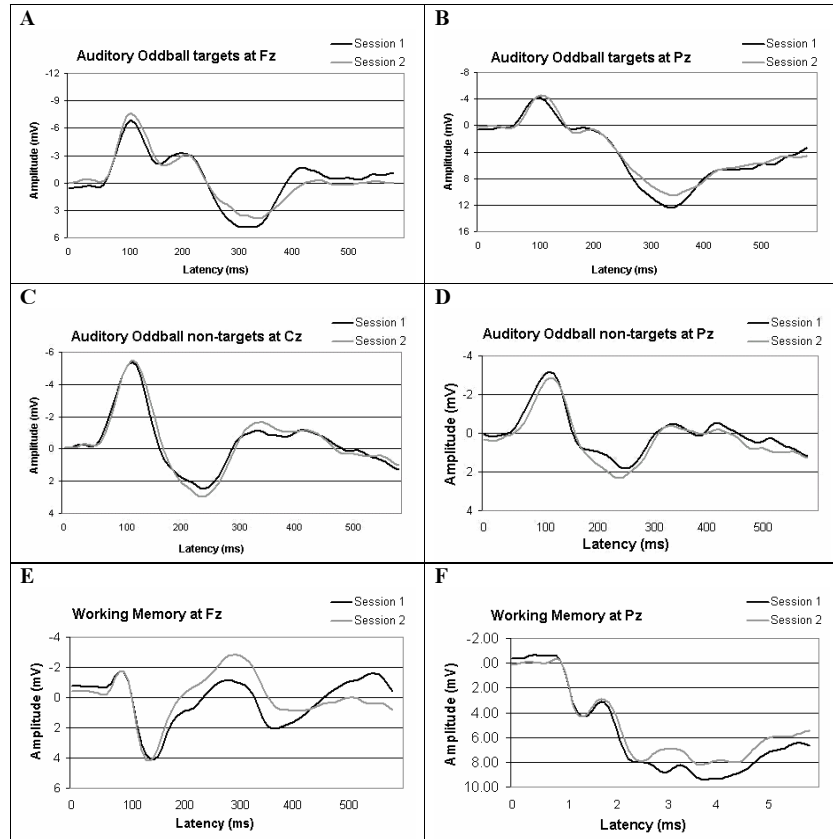 A
Auditory Oddball targets at Fz
Session 1
Session 2
-12
-9
-6
-3
0
3
6
Amplitude (mV)
0 100 200 300 400 500
Latency (ms)
B
Auditory Oddball targets at Pz
Session 1
Session 2
-8
-4
0
4
8
12
16
Amplitude (mV)
0 100 200 300 400 500
Latency (ms)
C
Auditory Oddball non-targets at Cz
Session 1
Session 2
-6
-4
-2
0
2
4
Amplitude (mV)
0 100 200 300 400 500
Latency (ms)
D
Auditory Oddball non-targets at Pz
Session 1
Session 2
-4
-2
0
2
4
Amplitude (mV)
0 100 200 300 400 500
Latency (ms)
E
Working Memory at Fz
Session 1
Session 2
-4
-2
0
2
4
6
Amplitude (mV)
0 100 200 300 400 500
Latency (ms)
F
Working Memory at Pz
Session 1
Session 2
-2.00
.00
2.00
4.00
6.00
8.00
10.00
Amplitude (mV)
0 1 2 3 4 5
Latency (ms)